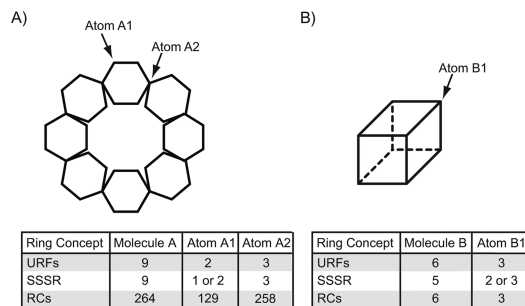 A)
Atom A1
Atom A2
B)
Atom B1
Ring Concept Molecule A Atom A1 Atom A2
URFs 9 2 3
SSSR 9 1 or 2 3
RCs 264 129 258
Ring Concept Molecule B Atom B1
URFs 6 3
SSSR 5 2 or 3
RCs 6 3